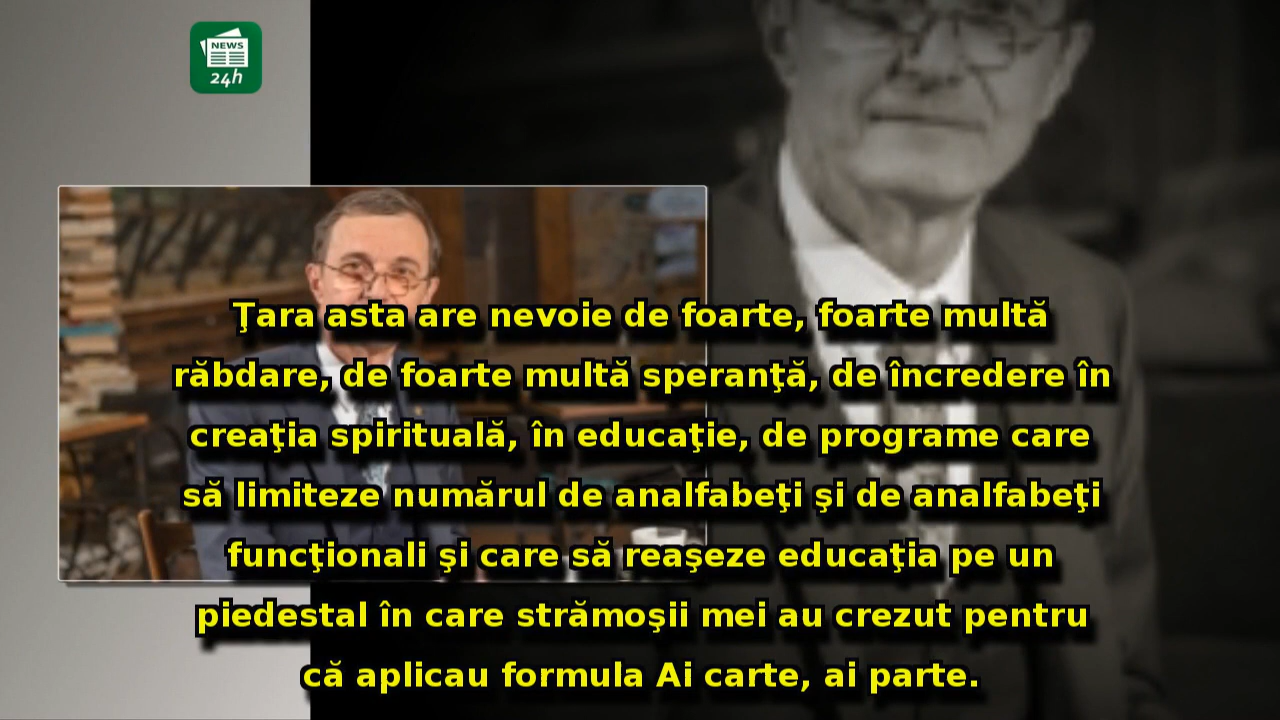 NEWS
24h
Ţara asta are nevoie de foarte, foarte multă
răbdare, de foarte multă speranţă, de încredere în
creaţia spirituală, în educaţie, de programe care
să limiteze numărul de analfabeţi şi de analfabeţi
funcţionali şi care să reaşeze educaţia pe un
piedestal în care strămoşii mei au crezut pentru
că aplicau formula Ai carte, ai parte.